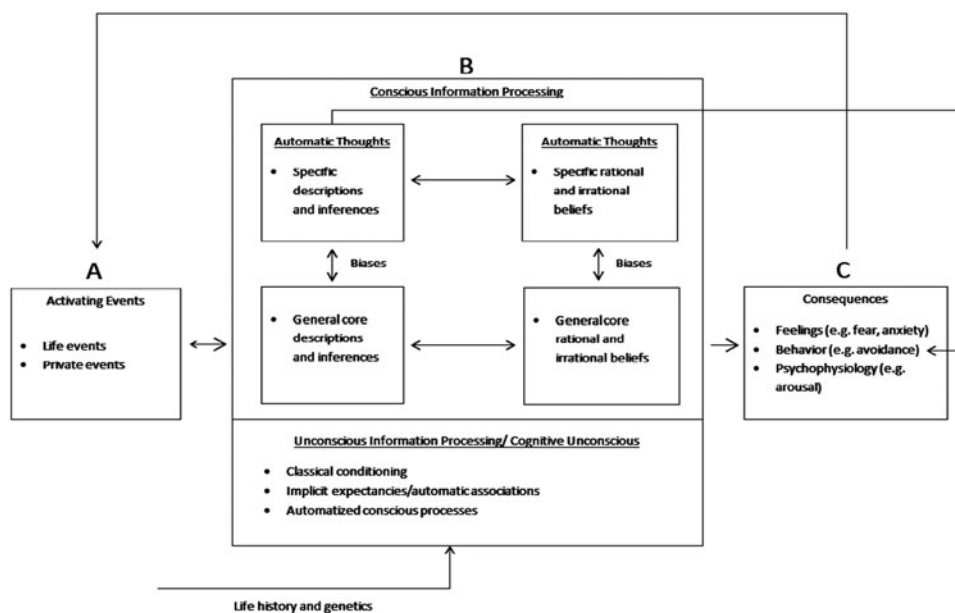 B
Conscious Information Processing
Automatic Thoughts
• Specific
descriptions
and inferences
Automatic Thoughts
• Specific rational
and irrational
beliefs
Biases
Biases
• General core
descriptions
and inferences
• General core
rational and
irrational beliefs
A
Activating Events
• Life events
• Private events
C
Consequences
• Feelings (e.g. fear, anxiety)
• Behavior (e.g. avoidance)
• Psychophysiology (e.g.
arousal)
Unconscious Information Processing/ Cognitive Unconscious
• Classical conditioning
• Implicit expectancies/automatic associations
• Automatized conscious processes
Life history and genetics